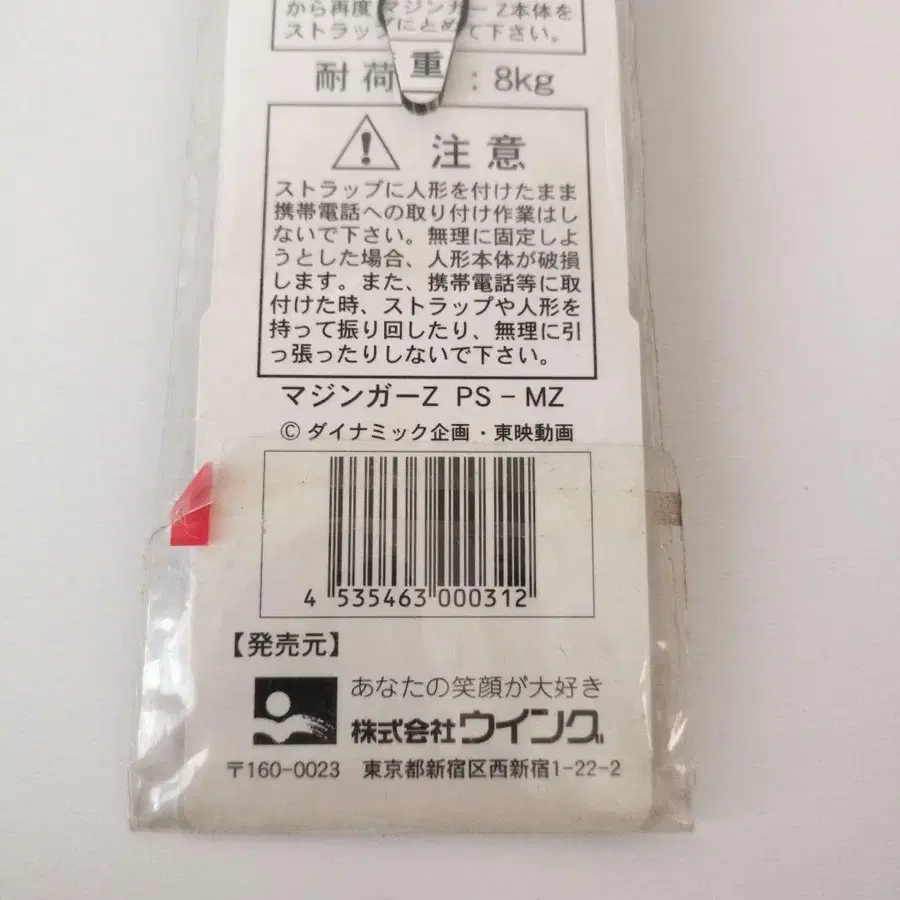 から再度 マジンガー Z本体を
ストラップにとめて下さい。
耐荷重 : 8kg
注意
ストラップに人形を付けたまま
携帯電話への取り付け作業はし
ないで下さい。無理に固定しよ
うとした場合、人形本体が破損
します。また、携帯電話等に取
付けた時、ストラップや人形を
持って振り回したり、無理に引
っ張ったりしないで下さい。
マジンガーZ PS-MZ
© ダイナミック企画・東映動画
4 535463 000312
【発売元】
あなたの笑顔が大好き
株式会社ウイング
〒160-0023 東京都新宿区西新宿1-22-2